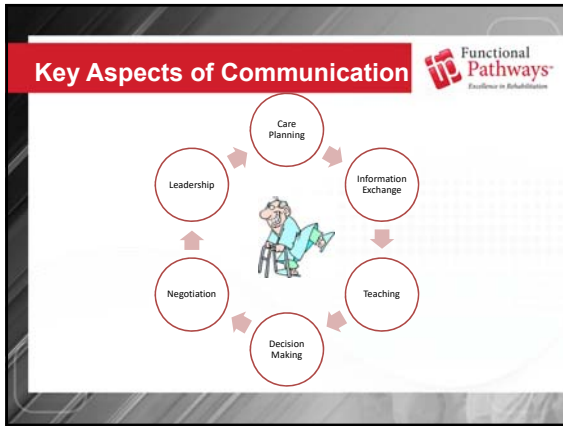 Key Aspects of Communication
Functional
Pathways
Excellence in Rehabilitation
Care
Planning
Information
Exchange
Teaching
Decision
Making
Negotiation
Leadership